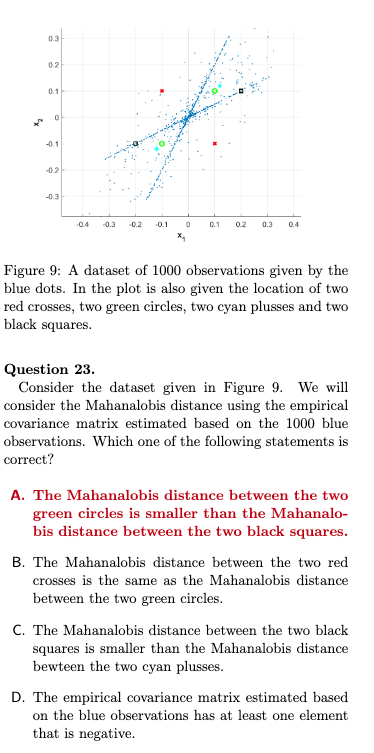 0.3
0.2
0.1
0
-0.1
-0.2
-0.3
x2
-0.4 -0.3 -0.2 -0.1 0 0.1 0.2 0.3 0.4
x1
Figure 9: A dataset of 1000 observations given by the
blue dots. In the plot is also given the location of two
red crosses, two green circles, two cyan plusses and two
black squares.
Question 23.
Consider the dataset given in Figure 9. We will
consider the Mahanalobis distance using the empirical
covariance matrix estimated based on the 1000 blue
observations. Which one of the following statements is
correct?
A. The Mahanalobis distance between the two
green circles is smaller than the Mahanalo-
bis distance between the two black squares.
B. The Mahanalobis distance between the two red
crosses is the same as the Mahanalobis distance
between the two green circles.
C. The Mahanalobis distance between the two black
squares is smaller than the Mahanalobis distance
bewteen the two cyan plusses.
D. The empirical covariance matrix estimated based
on the blue observations has at least one element
that is negative.